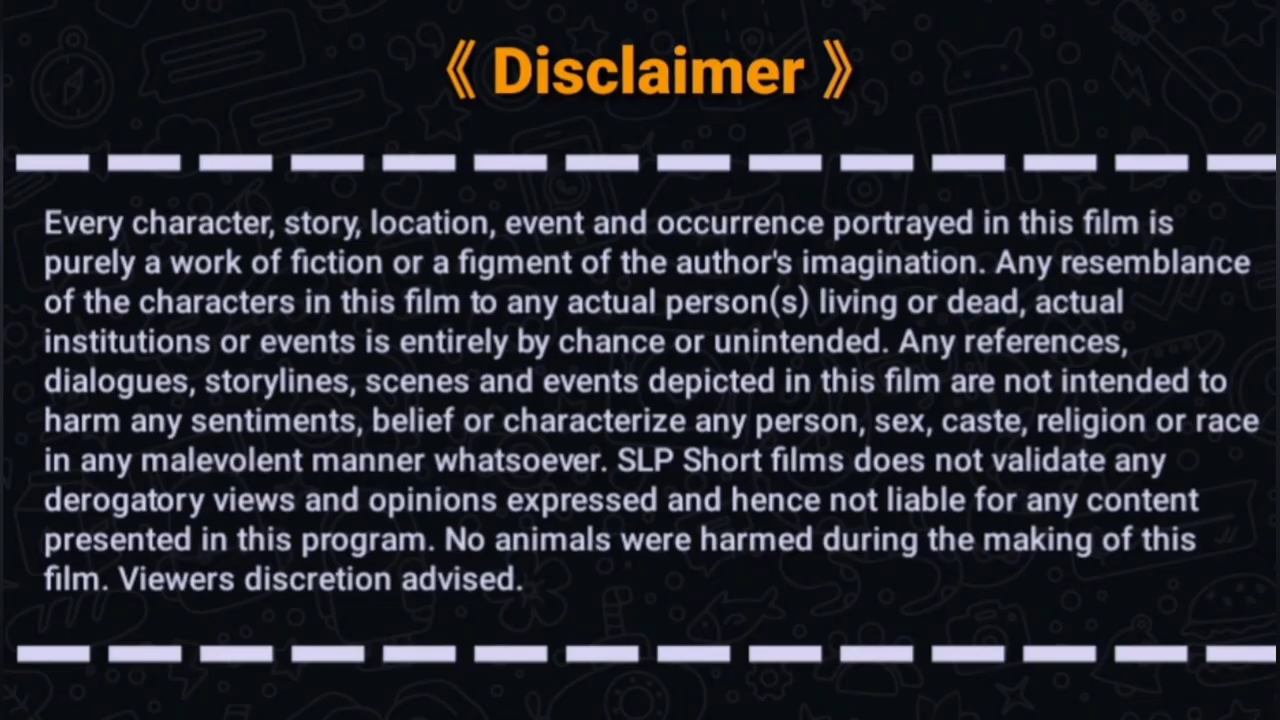 《 Disclaimer 》
Every character, story, location, event and occurrence portrayed in this film is
purely a work of fiction or a figment of the author's imagination. Any resemblance
of the characters in this film to any actual person(s) living or dead, actual
institutions or events is entirely by chance or unintended. Any references,
dialogues, storylines, scenes and events depicted in this film are not intended to
harm any sentiments, belief or characterize any person, sex, caste, religion or race
in any malevolent manner whatsoever. SLP Short films does not validate any
derogatory views and opinions expressed and hence not liable for any content
presented in this program. No animals were harmed during the making of this
film. Viewers discretion advised.